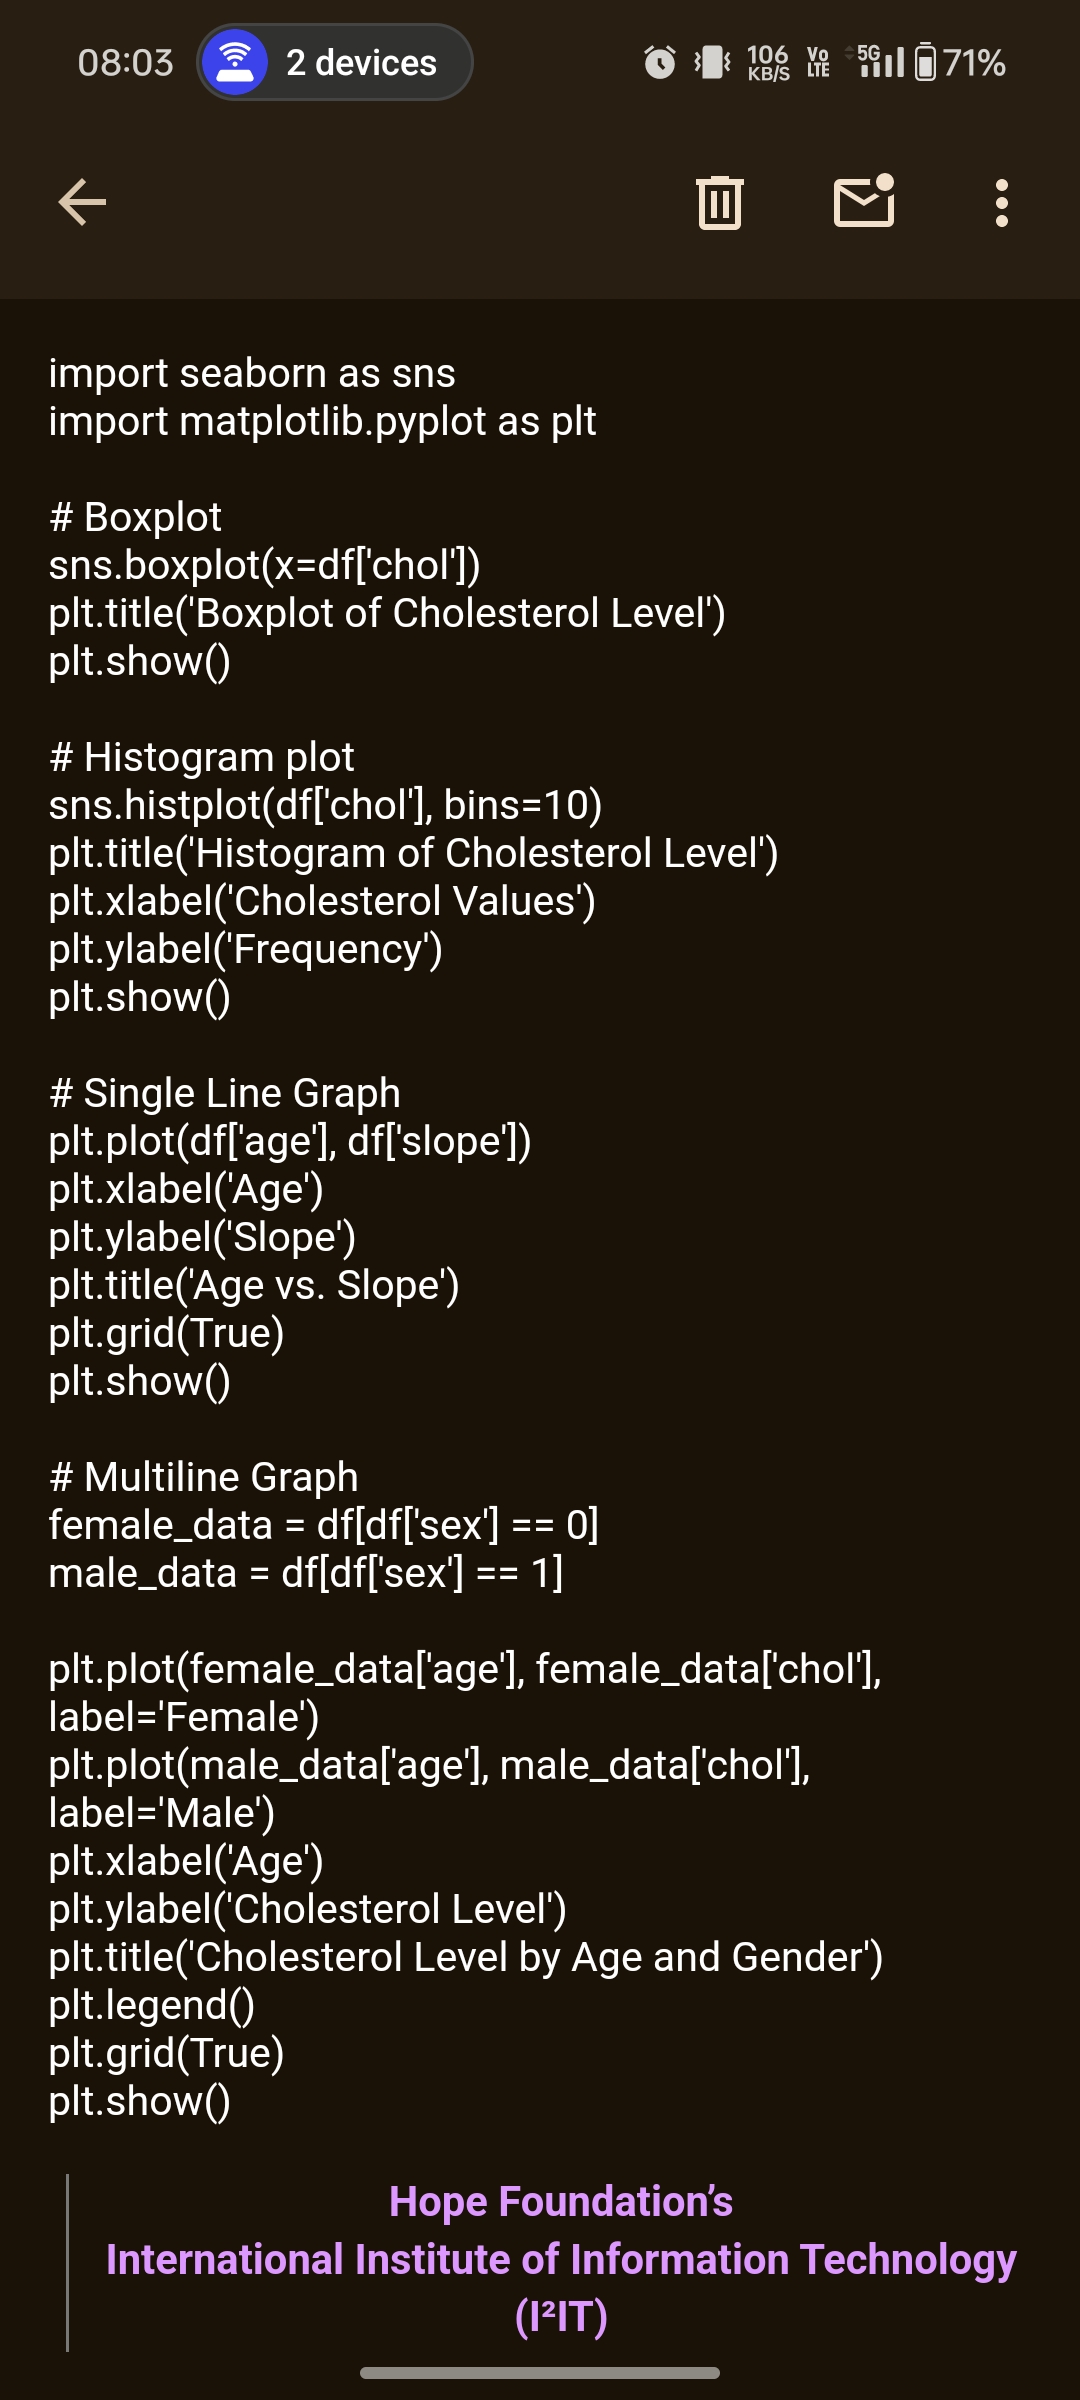 08:03
2 devices
106
KB/S
Vo
LTE
5G
71%
import seaborn as sns
import matplotlib.pyplot as plt
# Boxplot
sns.boxplot(x=df['chol'])
plt.title('Boxplot of Cholesterol Level')
plt.show()
# Histogram plot
sns.histplot(df['chol'], bins=10)
plt.title('Histogram of Cholesterol Level')
plt.xlabel('Cholesterol Values')
plt.ylabel('Frequency')
plt.show()
# Single Line Graph
plt.plot(df['age'], df['slope'])
plt.xlabel('Age')
plt.ylabel('Slope')
plt.title('Age vs. Slope')
plt.grid(True)
plt.show()
# Multiline Graph
female_data = df[df['sex'] == 0]
male_data = df[df['sex'] == 1]
plt.plot(female_data['age'], female_data['chol'],
label='Female')
plt.plot(male_data['age'], male_data['chol'],
label='Male')
plt.xlabel('Age')
plt.ylabel('Cholesterol Level')
plt.title('Cholesterol Level by Age and Gender')
plt.legend()
plt.grid(True)
plt.show()
Hope Foundation’s
International Institute of Information Technology
(I²IT)